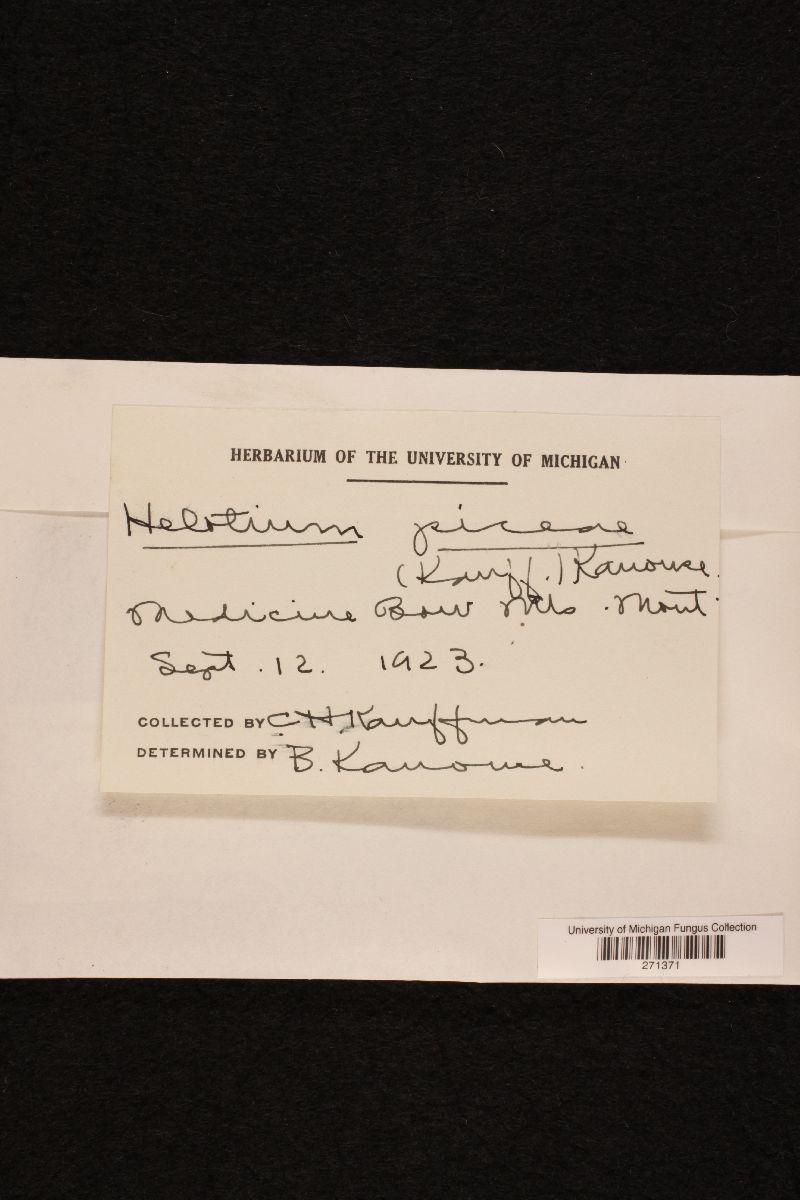 HERBARIUM OF THE UNIVERSITY OF MICHIGAN
Helotium piceae
(Kauff.) Kanouse.
Medicine Bow Mts. Mont.
Sept. 12. 1923.
COLLECTED BY C H Kauffman
DETERMINED BY B. Kanouse.
University of Michigan Fungus Collection
271371